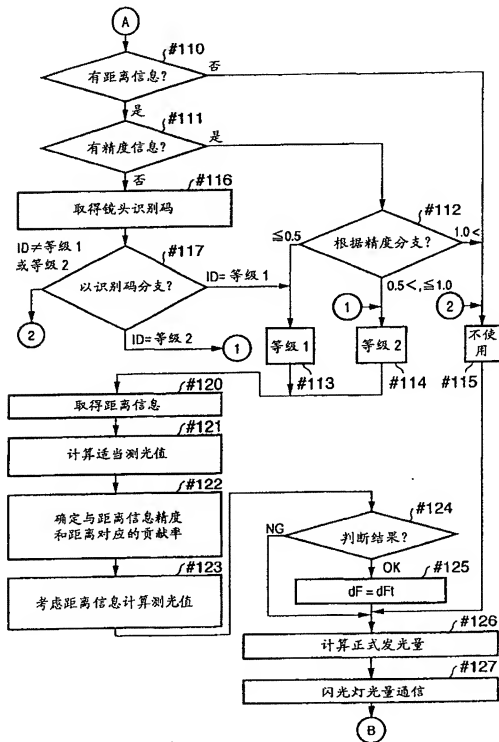 A
#110
有距离信息?
否
是
#111
有精度信息?
是
否
#116
取得镜头识别码
#112
根据精度分支?
≦0.5
1.0<
0.5<,≦1.0
#117
以识别码分支?
ID≠等级1
或等级2
ID=等级1
ID=等级2
2
1
1
2
等级1
#113
等级2
#114
不使
用
#115
#120
取得距离信息
#121
计算适当测光值
#122
确定与距离信息精度
和距离对应的贡献率
#123
考虑距离信息计算测光值
#124
判断结果?
NG
OK
#125
dF=dFt
#126
计算正式发光量
#127
闪光灯光量通信
B